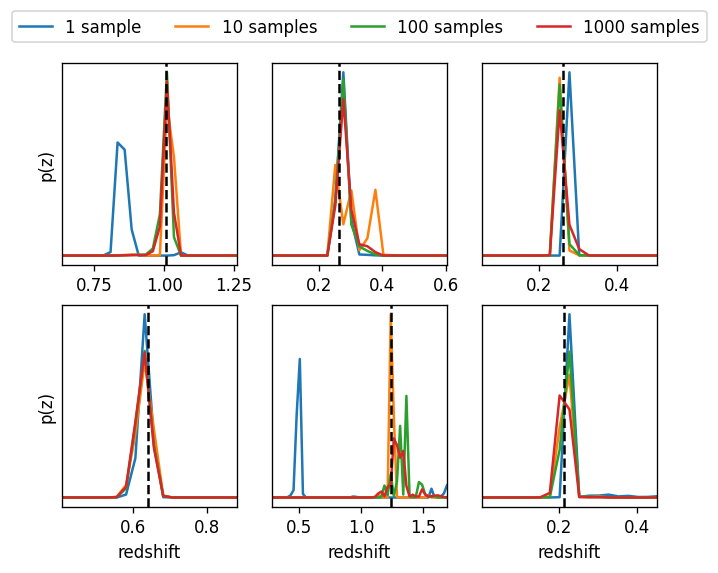 1 sample 10 samples 100 samples 1000 samples
p(z)
0.75 1.00 1.25 0.2 0.4 0.6 0.2 0.4
p(z)
0.6 0.8 0.5 1.0 1.5 0.2 0.4
redshift redshift redshift